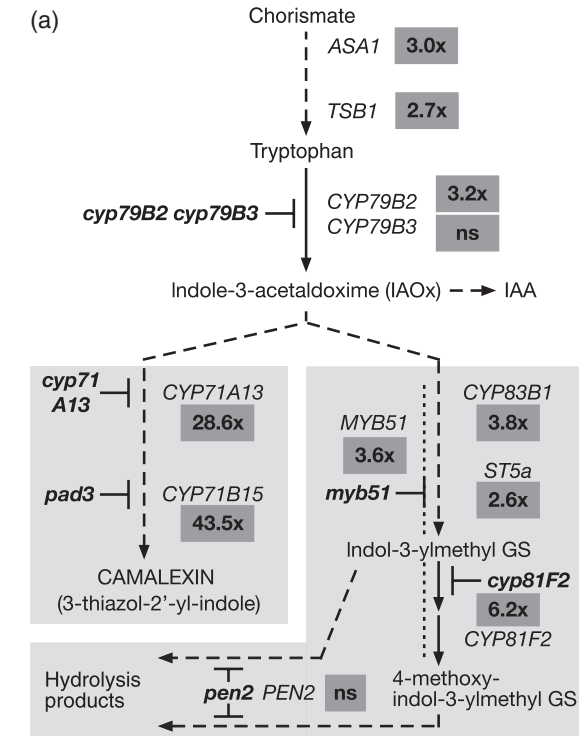 (a)
Chorismate
ASA1 3.0x
TSB1 2.7x
Tryptophan
cyp79B2 cyp79B3
CYP79B2 3.2x
CYP79B3 ns
Indole-3-acetaldoxime (IAOx)
IAA
cyp71
A13
CYP71A13
28.6x
pad3
CYP71B15
43.5x
CAMALEXIN
(3-thiazol-2’-yl-indole)
MYB51
3.6x
myb51
CYP83B1
3.8x
ST5a
2.6x
Indol-3-ylmethyl GS
cyp81F2
6.2x
CYP81F2
Hydrolysis
products
pen2 PEN2 ns
4-methoxy-
indol-3-ylmethyl GS